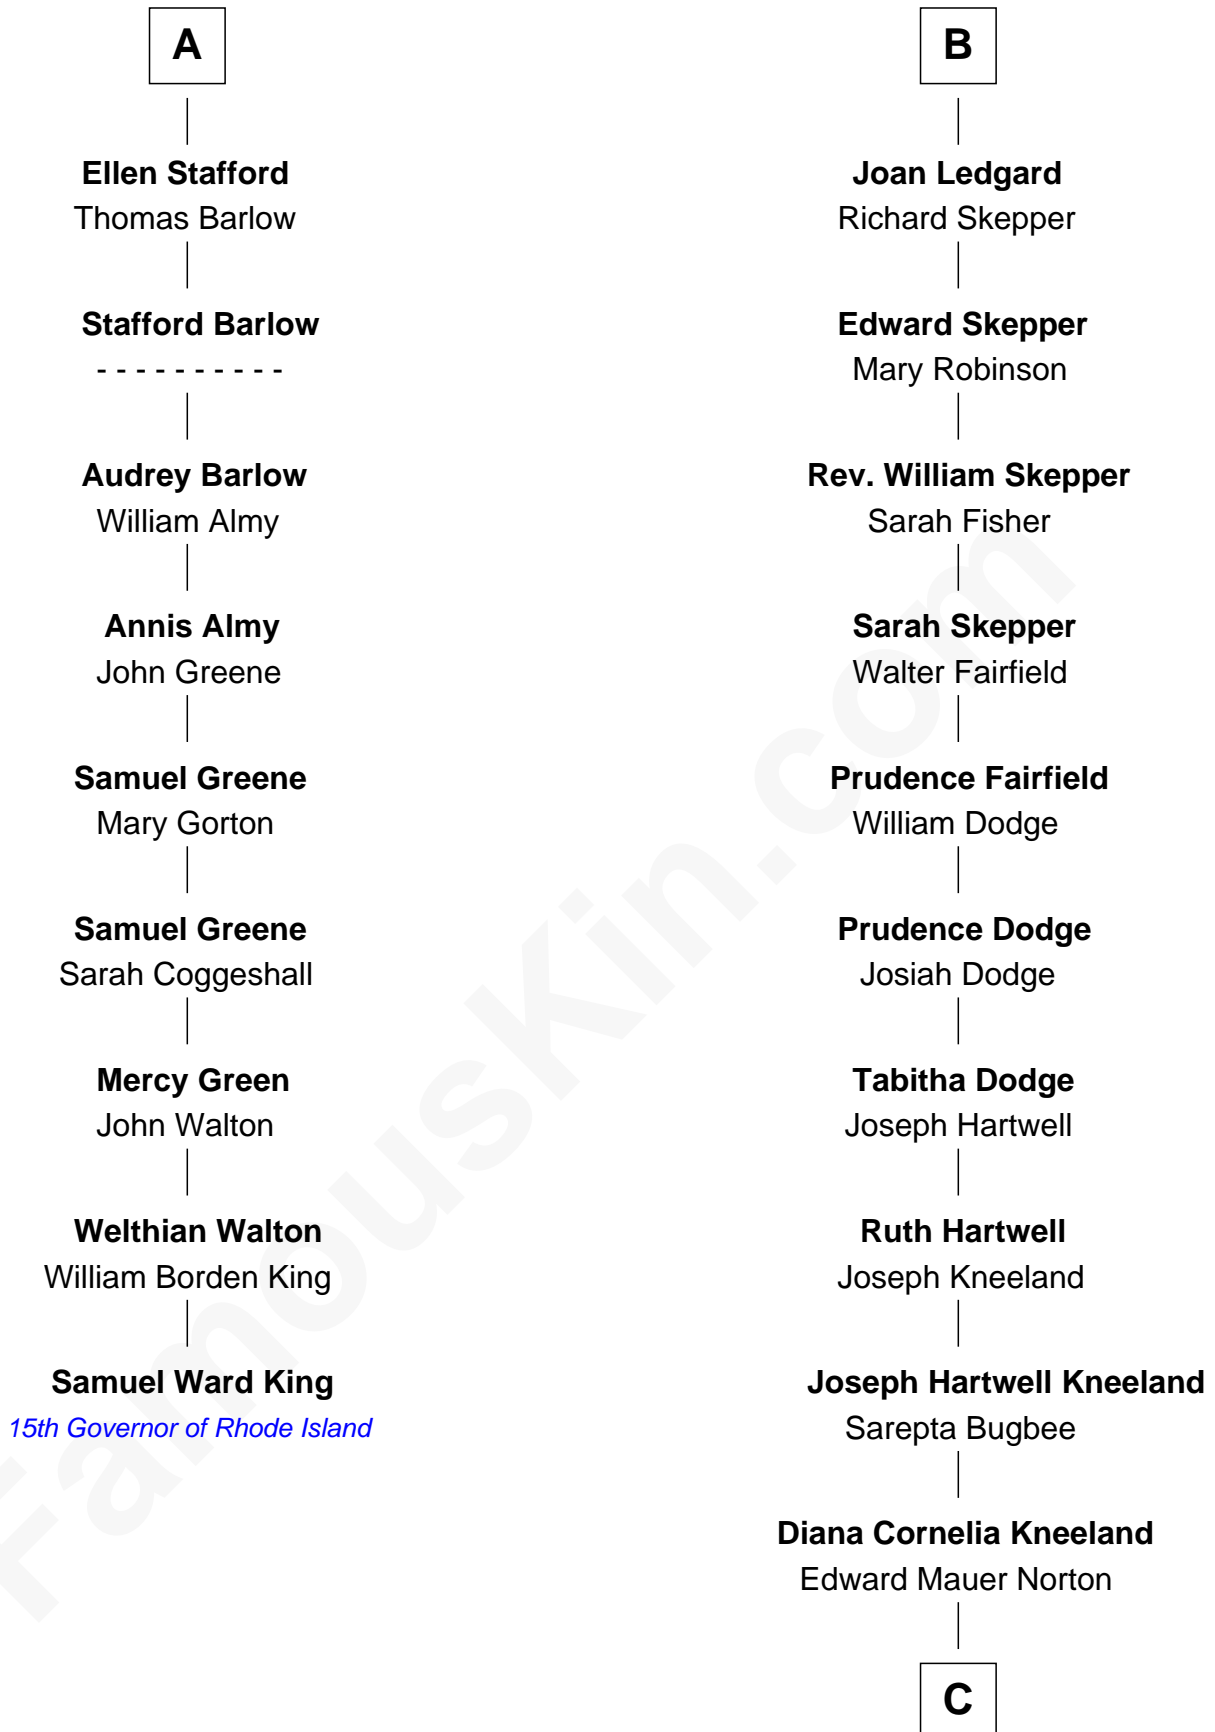 A
Ellen Stafford
Thomas Barlow
Stafford Barlow
- - - - - - - - - -
Audrey Barlow
William Almy
Annis Almy
John Greene
Samuel Greene
Mary Gorton
Samuel Greene
Sarah Coggeshall
Mercy Green
John Walton
Welthian Walton
William Borden King
Samuel Ward King
15th Governor of Rhode Island
B
Joan Ledgard
Richard Skepper
Edward Skepper
Mary Robinson
Rev. William Skepper
Sarah Fisher
Sarah Skepper
Walter Fairfield
Prudence Fairfield
William Dodge
Prudence Dodge
Josiah Dodge
Tabitha Dodge
Joseph Hartwell
Ruth Hartwell
Joseph Kneeland
Joseph Hartwell Kneeland
Sarepta Bugbee
Diana Cornelia Kneeland
Edward Mauer Norton
C
FamousKin.com